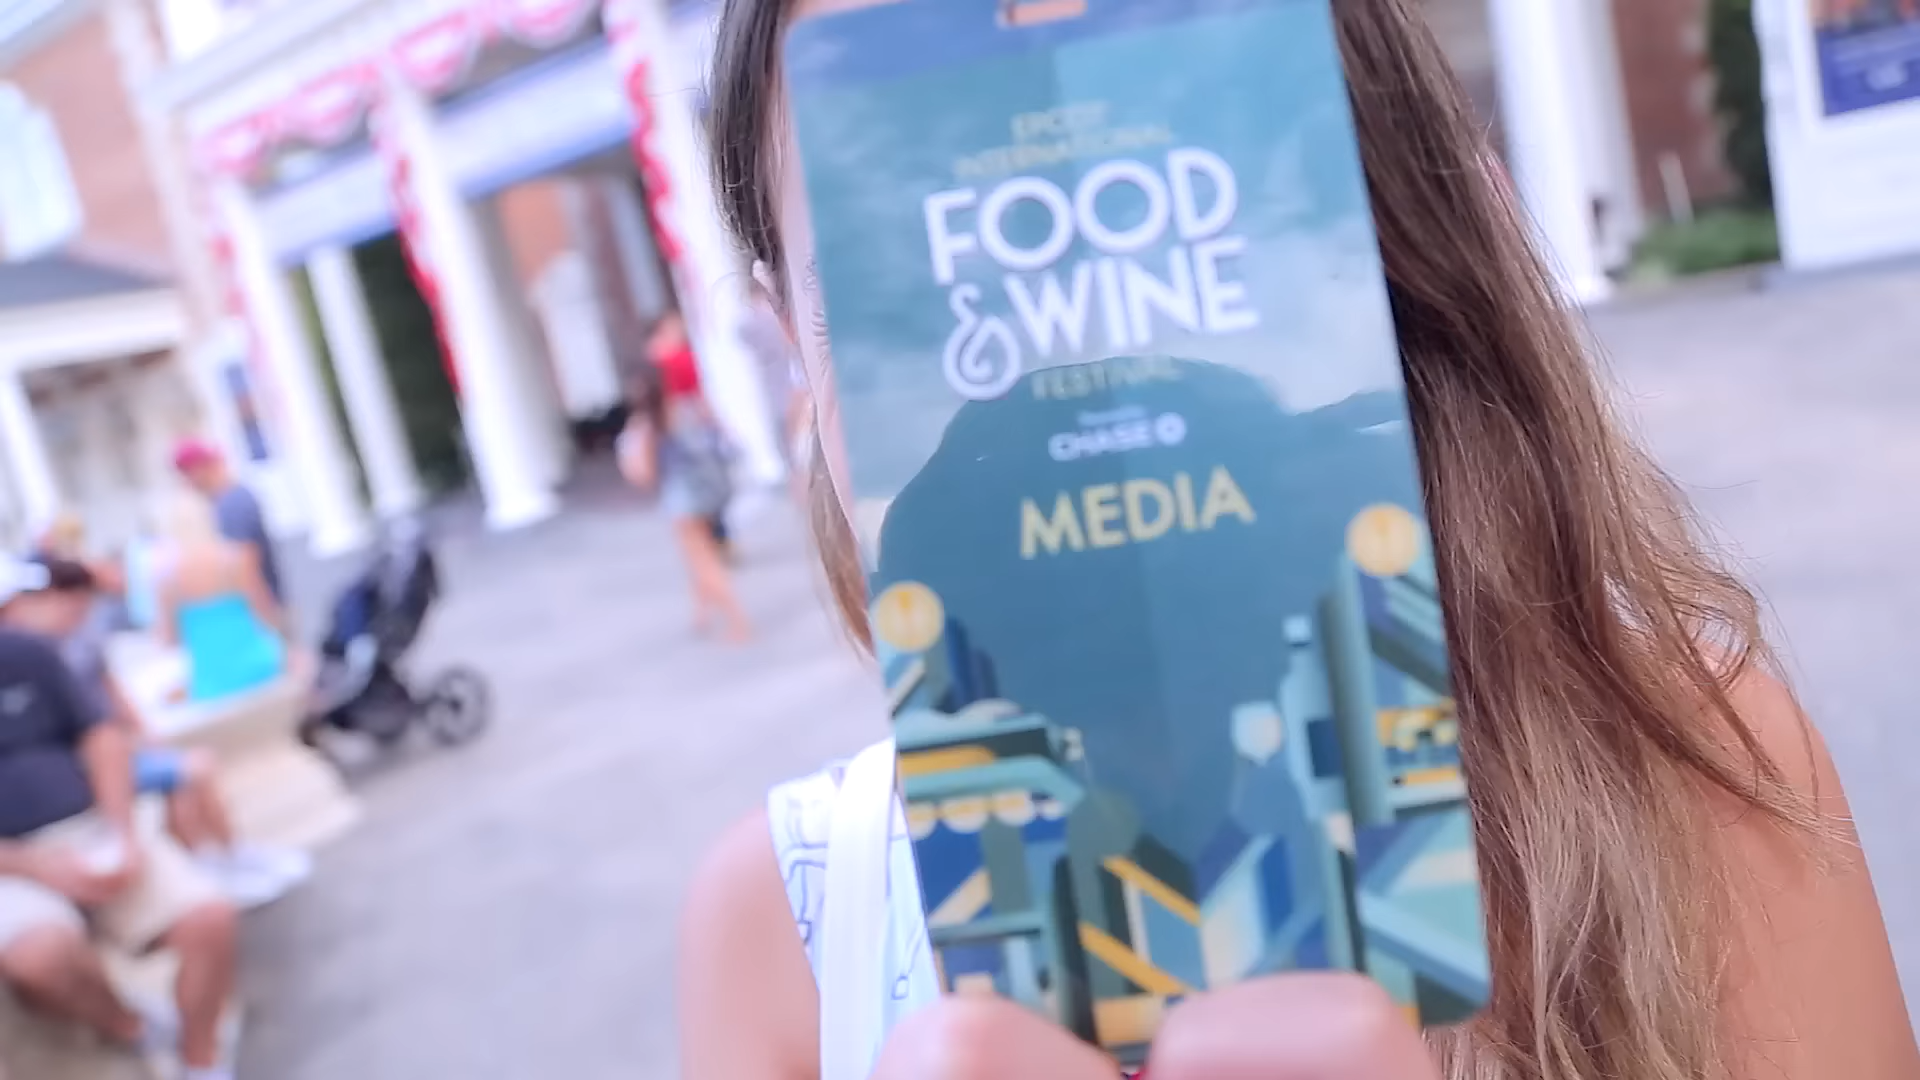 EPCOT
INTERNATIONAL
FOOD
& WINE
FESTIVAL
CHASE
MEDIA